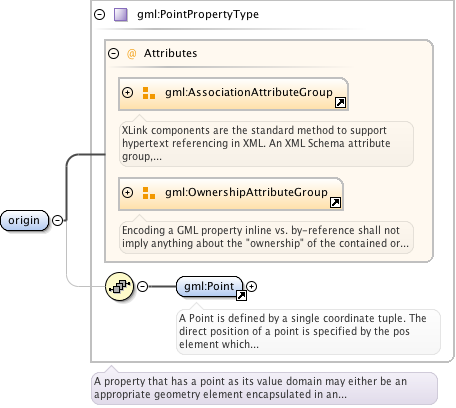 gml:PointPropertyType
@ Attributes
gml:AssociationAttributeGroup
XLink components are the standard method to support
hypertext referencing in XML. An XML Schema attribute
group,...
gml:OwnershipAttributeGroup
Encoding a GML property inline vs. by-reference shall not
imply anything about the "ownership" of the contained or...
origin
gml:Point
A Point is defined by a single coordinate tuple. The
direct position of a point is specified by the pos
element which...
A property that has a point as its value domain may either be an
appropriate geometry element encapsulated in an...